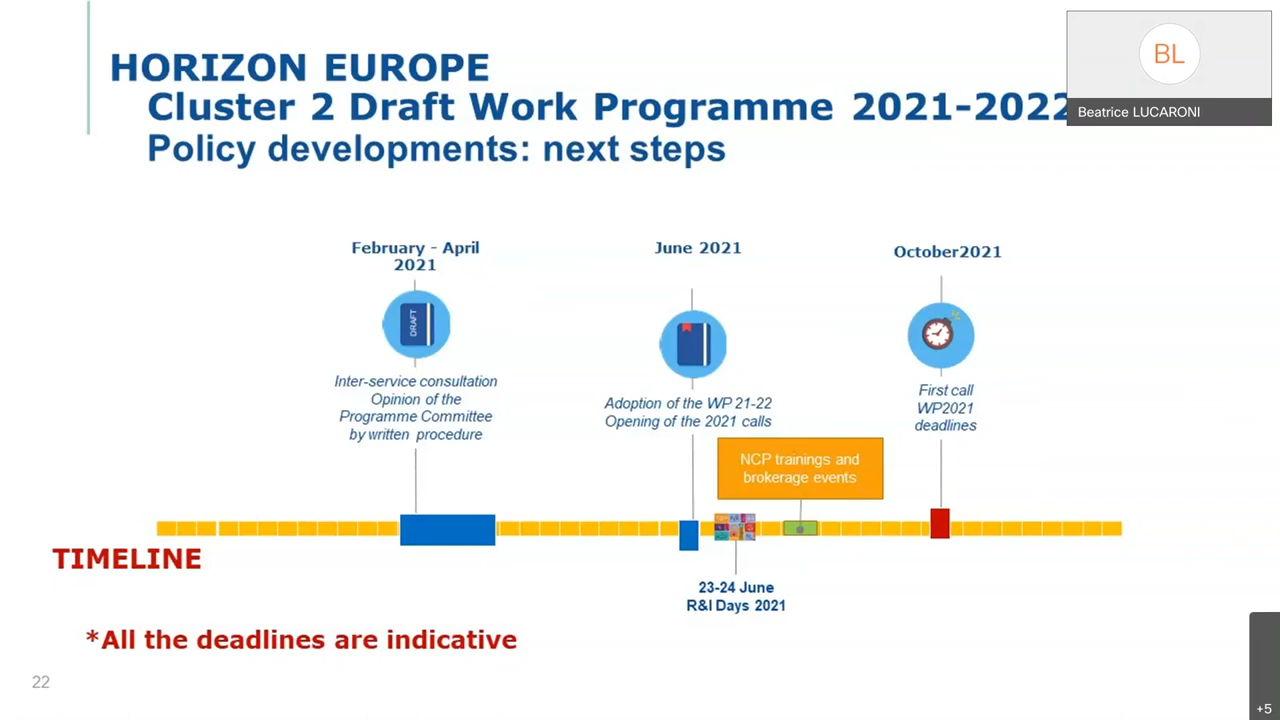 HORIZON EUROPE
Cluster 2 Draft Work Programme 2021-2022
Policy developments: next steps
BL
Beatrice LUCARONI
February - April
2021
June 2021
October2021
DRAFT
Inter-service consultation
Opinion of the
Programme Committee
by written procedure
Adoption of the WP 21-22
Opening of the 2021 calls
First call
WP2021
deadlines
NCP trainings and
brokerage events
TIMELINE
23-24 June
R&I Days 2021
*All the deadlines are indicative
22
+5